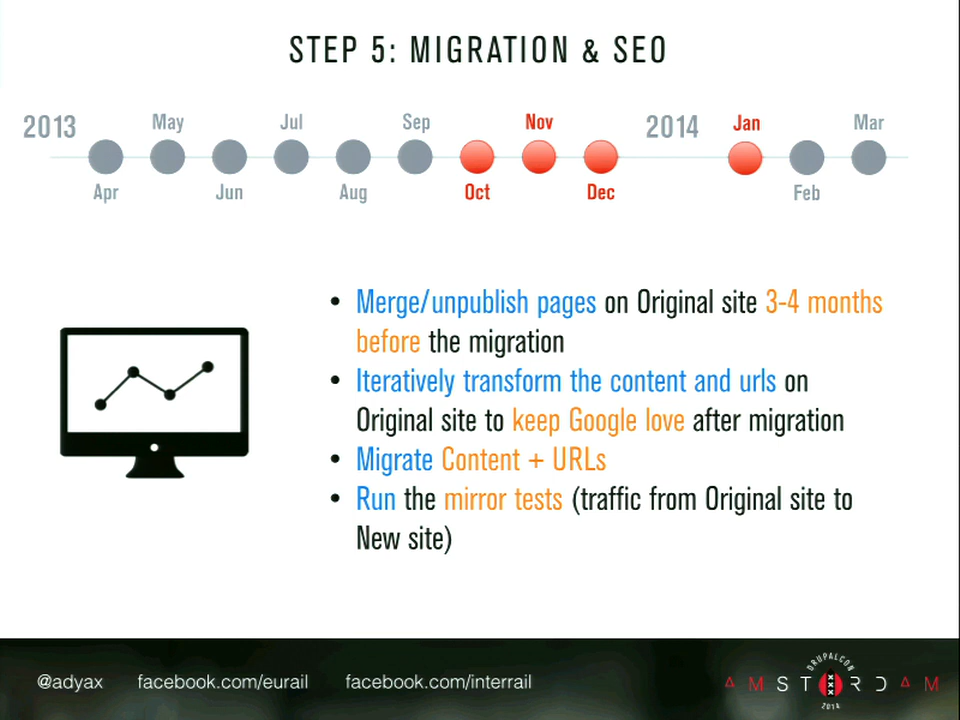 STEP 5: MIGRATION & SEO
2013
May
Jul
Sep
Nov
2014
Jan
Mar
Apr
Jun
Aug
Oct
Dec
Feb
• Merge/unpublish pages on Original site 3-4 months
before the migration
• Iteratively transform the content and urls on
Original site to keep Google love after migration
• Migrate Content + URLs
• Run the mirror tests (traffic from Original site to
New site)
@adyax facebook.com/eurail facebook.com/interrail
DRUPALCON
AMSTERDAM
2014